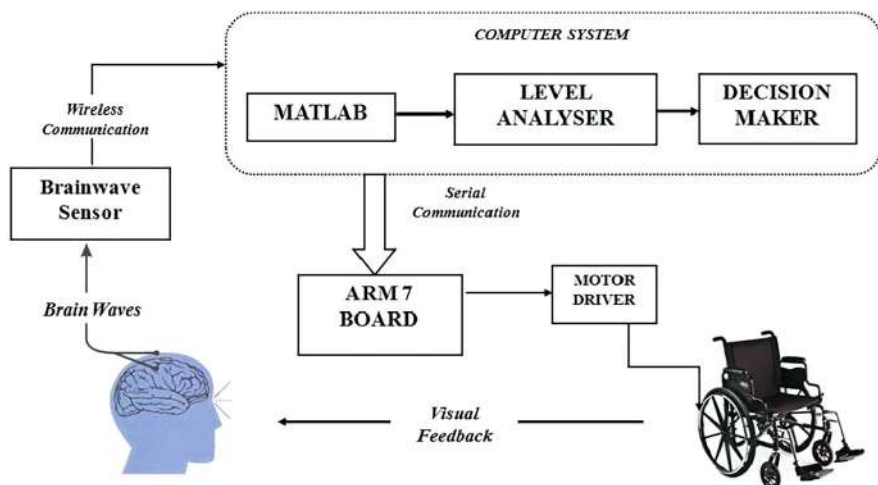 COMPUTER SYSTEM
Wireless
Communication
MATLAB
LEVEL
ANALYSER
DECISION
MAKER
Brainwave
Sensor
Serial
Communication
Brain Waves
ARM 7
BOARD
MOTOR
DRIVER
Visual
Feedback